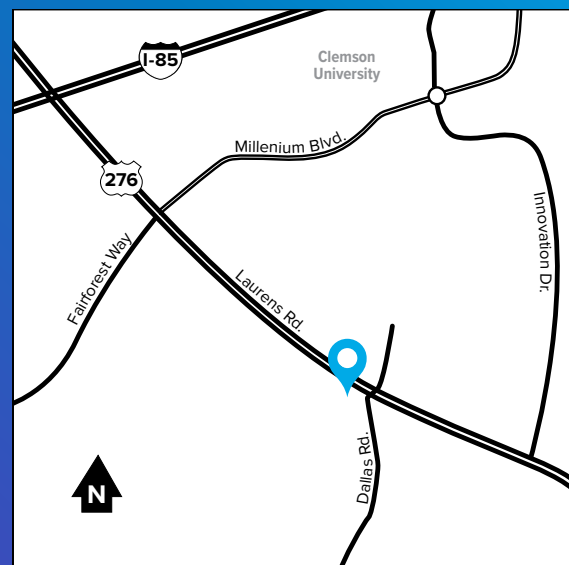 I-85
Clemson
University
Millenium Blvd.
276
Innovation Dr.
Fairforest Way
Laurens Rd.
Dallas Rd.
N